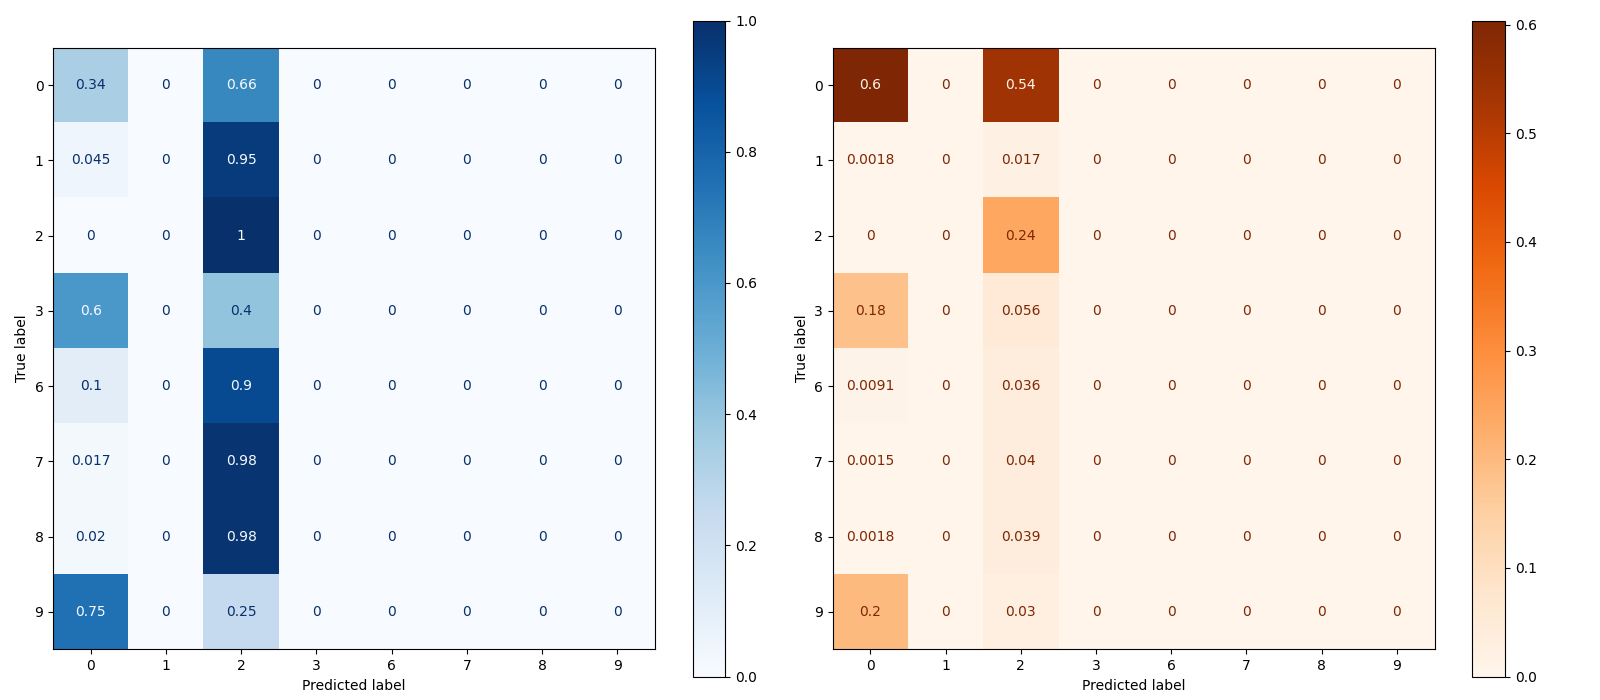 1.0
0.8
0.6
0.4
0.2
0.0
0 0.34 0 0.66 0 0 0 0 0
1 0.045 0 0.95 0 0 0 0 0
2 0 0 1 0 0 0 0 0
3 0.6 0 0.4 0 0 0 0 0
6 0.1 0 0.9 0 0 0 0 0
7 0.017 0 0.98 0 0 0 0 0
8 0.02 0 0.98 0 0 0 0 0
9 0.75 0 0.25 0 0 0 0 0
0 1 2 3 6 7 8 9
True label
Predicted label
0.6
0.5
0.4
0.3
0.2
0.1
0.0
0 0.6 0 0.54 0 0 0 0 0
1 0.0018 0 0.017 0 0 0 0 0
2 0 0 0.24 0 0 0 0 0
3 0.18 0 0.056 0 0 0 0 0
6 0.0091 0 0.036 0 0 0 0 0
7 0.0015 0 0.04 0 0 0 0 0
8 0.0018 0 0.039 0 0 0 0 0
9 0.2 0 0.03 0 0 0 0 0
0 1 2 3 6 7 8 9
True label
Predicted label